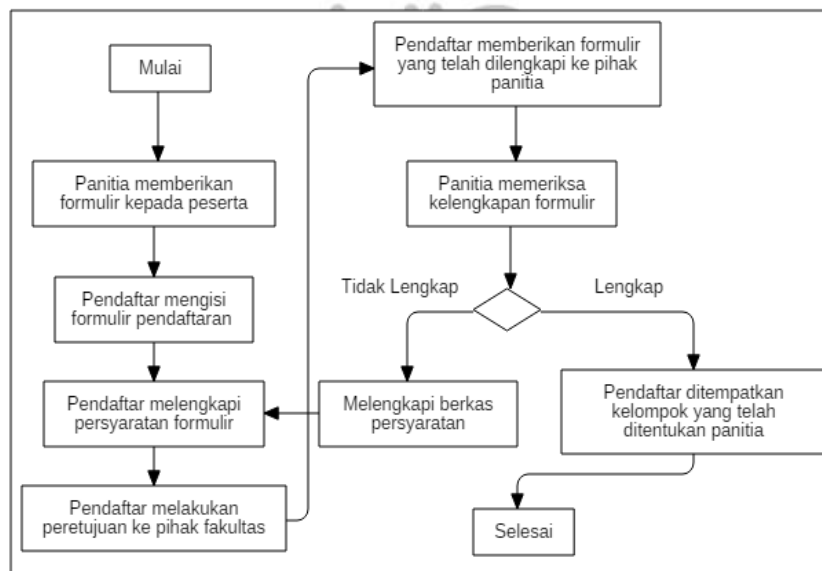 Mulai
Panitia memberikan
formulir kepada peserta
Pendaftar mengisi
formulir pendaftaran
Pendaftar melengkapi
persyaratan formulir
Pendaftar melakukan
peretujuan ke pihak fakultas
Pendaftar memberikan formulir
yang telah dilengkapi ke pihak
panitia
Panitia memeriksa
kelengkapan formulir
Tidak Lengkap
Lengkap
Melengkapi berkas
persyaratan
Pendaftar ditempatkan
kelompok yang telah
ditentukan panitia
Selesai